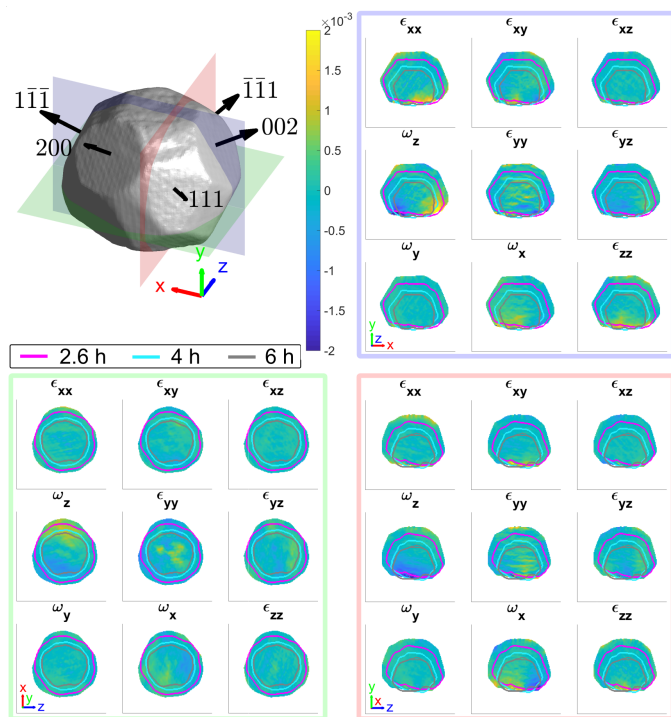 2
×10⁻³
1.5
1
0.5
0
-0.5
-1
-1.5
-2
11̄1̄
1̄1̄1
002
200
111
y
z
x
2.6 h 4 h 6 h
ϵxx ϵxy ϵxz
ωz ϵyy ϵyz
ωy ωx ϵzz
y
z x
ϵxx ϵxy ϵxz
ωz ϵyy ϵyz
ωy ωx ϵzz
x
y
z
ϵxx ϵxy ϵxz
ωz ϵyy ϵyz
ωy ωx ϵzz
y
x z